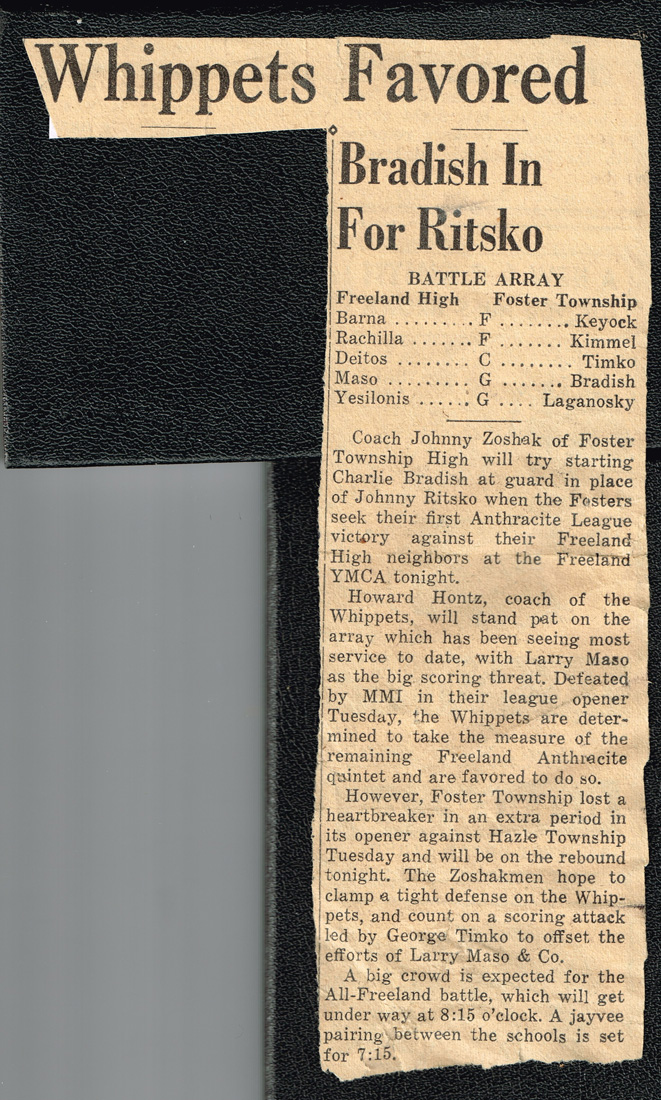 Whippets Favored
Bradish In
For Ritsko
BATTLE ARRAY
Freeland High Foster Township
Barna ......... F ........ Keyock
Rachilla ....... F ....... Kimmel
Deitos ........ C ........ Timko
Maso ......... G ....... Bradish
Yesilonis ...... G .... Laganosky
Coach Johnny Zoshak of Foster
Township High will try starting
Charlie Bradish at guard in place
of Johnny Ritsko when the Fosters
seek their first Anthracite League
victory against their Freeland
High neighbors at the Freeland
YMCA tonight.
Howard Hontz, coach of the
Whippets, will stand pat on the
array which has been seeing most
service to date, with Larry Maso
as the big scoring threat. Defeated
by MMI in their league opener
Tuesday, the Whippets are deter-
mined to take the measure of the
remaining Freeland Anthracite
quintet and are favored to do so.
However, Foster Township lost a
heartbreaker in an extra period in
its opener against Hazle Township
Tuesday and will be on the rebound
tonight. The Zoshakmen hope to
clamp a tight defense on the Whip-
pets, and count on a scoring attack
led by George Timko to offset the
efforts of Larry Maso & Co.
A big crowd is expected for the
All-Freeland battle, which will get
under way at 8:15 o'clock. A jayvee
pairing between the schools is set
for 7:15.